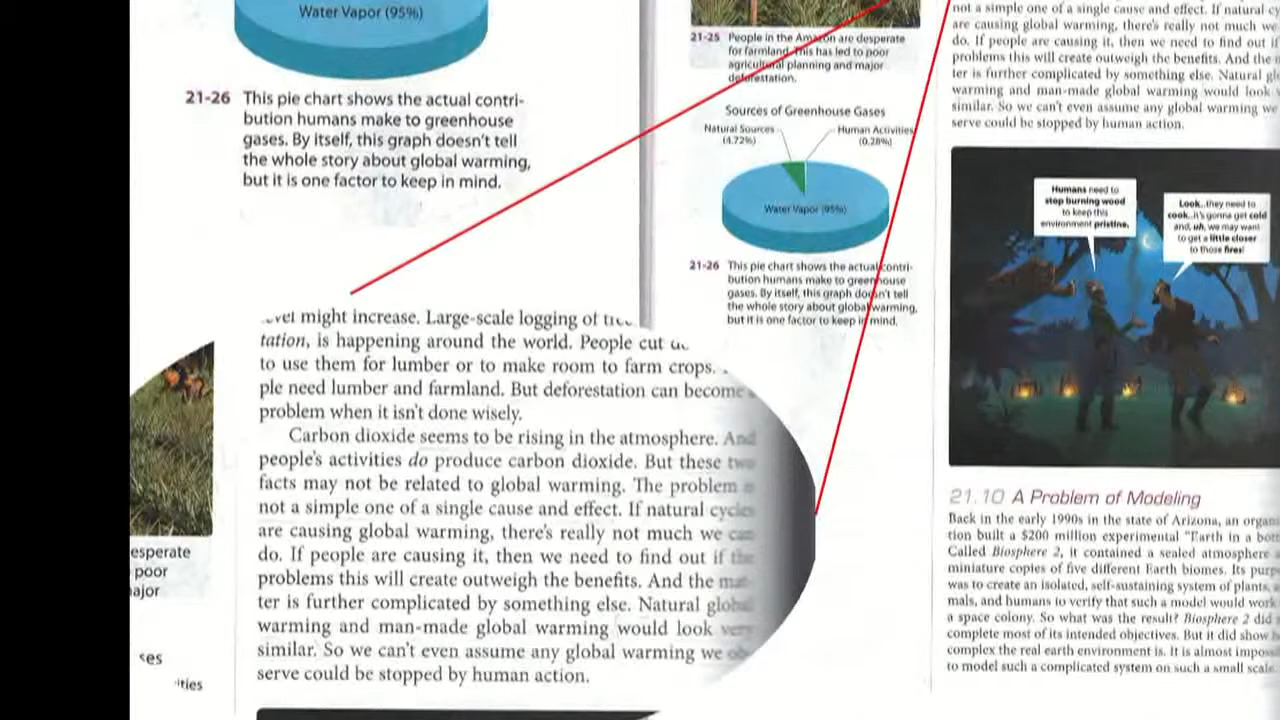 Water Vapor (95%)
21-26 This pie chart shows the actual contri-
bution humans make to greenhouse
gases. By itself, this graph doesn't tell
the whole story about global warming,
but it is one factor to keep in mind.
might increase. Large-scale logging of
tation, is happening around the world. People cut
to use them for lumber or to make room to farm crops.
ple need lumber and farmland. But deforestation can become
problem when it isn't done wisely.
Carbon dioxide seems to be rising in the atmosphere. And
people's activities do produce carbon dioxide. But these two
facts may not be related to global warming. The problem is
not a simple one of a single cause and effect. If natural cycles
are causing global warming, there's really not much we can
do. If people are causing it, then we need to find out if the
problems this will create outweigh the benefits. And the mat-
ter is further complicated by something else. Natural global
warming and man-made global warming would look very
similar. So we can't even assume any global warming we ob-
serve could be stopped by human action.
esperate
poor
ajor
ses
ities
21-25 People in the Amazon are desperate
for farmland. This has led to poor
agricultural planning and major
deforestation.
Sources of Greenhouse Gases
Natural Sources
(4.72%)
Human Activities
(0.28%)
Water Vapor (95%)
21-26 This pie chart shows the actual contri-
bution humans make to greenhouse
gases. By itself, this graph doesn't tell
the whole story about global warming,
but it is one factor to keep in mind.
not a simple one of a single cause and effect. If natural cy
are causing global warming, there's really not much we
do. If people are causing it, then we need to find out if
problems this will create outweigh the benefits. And the
ter is further complicated by something else. Natural gl
warming and man-made global warming would look
similar. So we can't even assume any global warming we
serve could be stopped by human action.
Humans need to
stop burning wood
to keep this
environment pristine.
Look...they need to
cook...it's gonna get cold
and, uh, we may want
to get a little closer
to those fires!
21.10 A Problem of Modeling
Back in the early 1990s in the state of Arizona, an organ
tion built a $200 million experimental "Earth in a bott
Called Biosphere 2, it contained a sealed atmosphere
miniature copies of five different Earth biomes. Its purp
was to create an isolated, self-sustaining system of plants,
mals, and humans to verify that such a model would work
a space colony. So what was the result? Biosphere 2 did
complete most of its intended objectives. But it did show
complex the real earth environment is. It is almost impos
to model such a complicated system on such a small scale